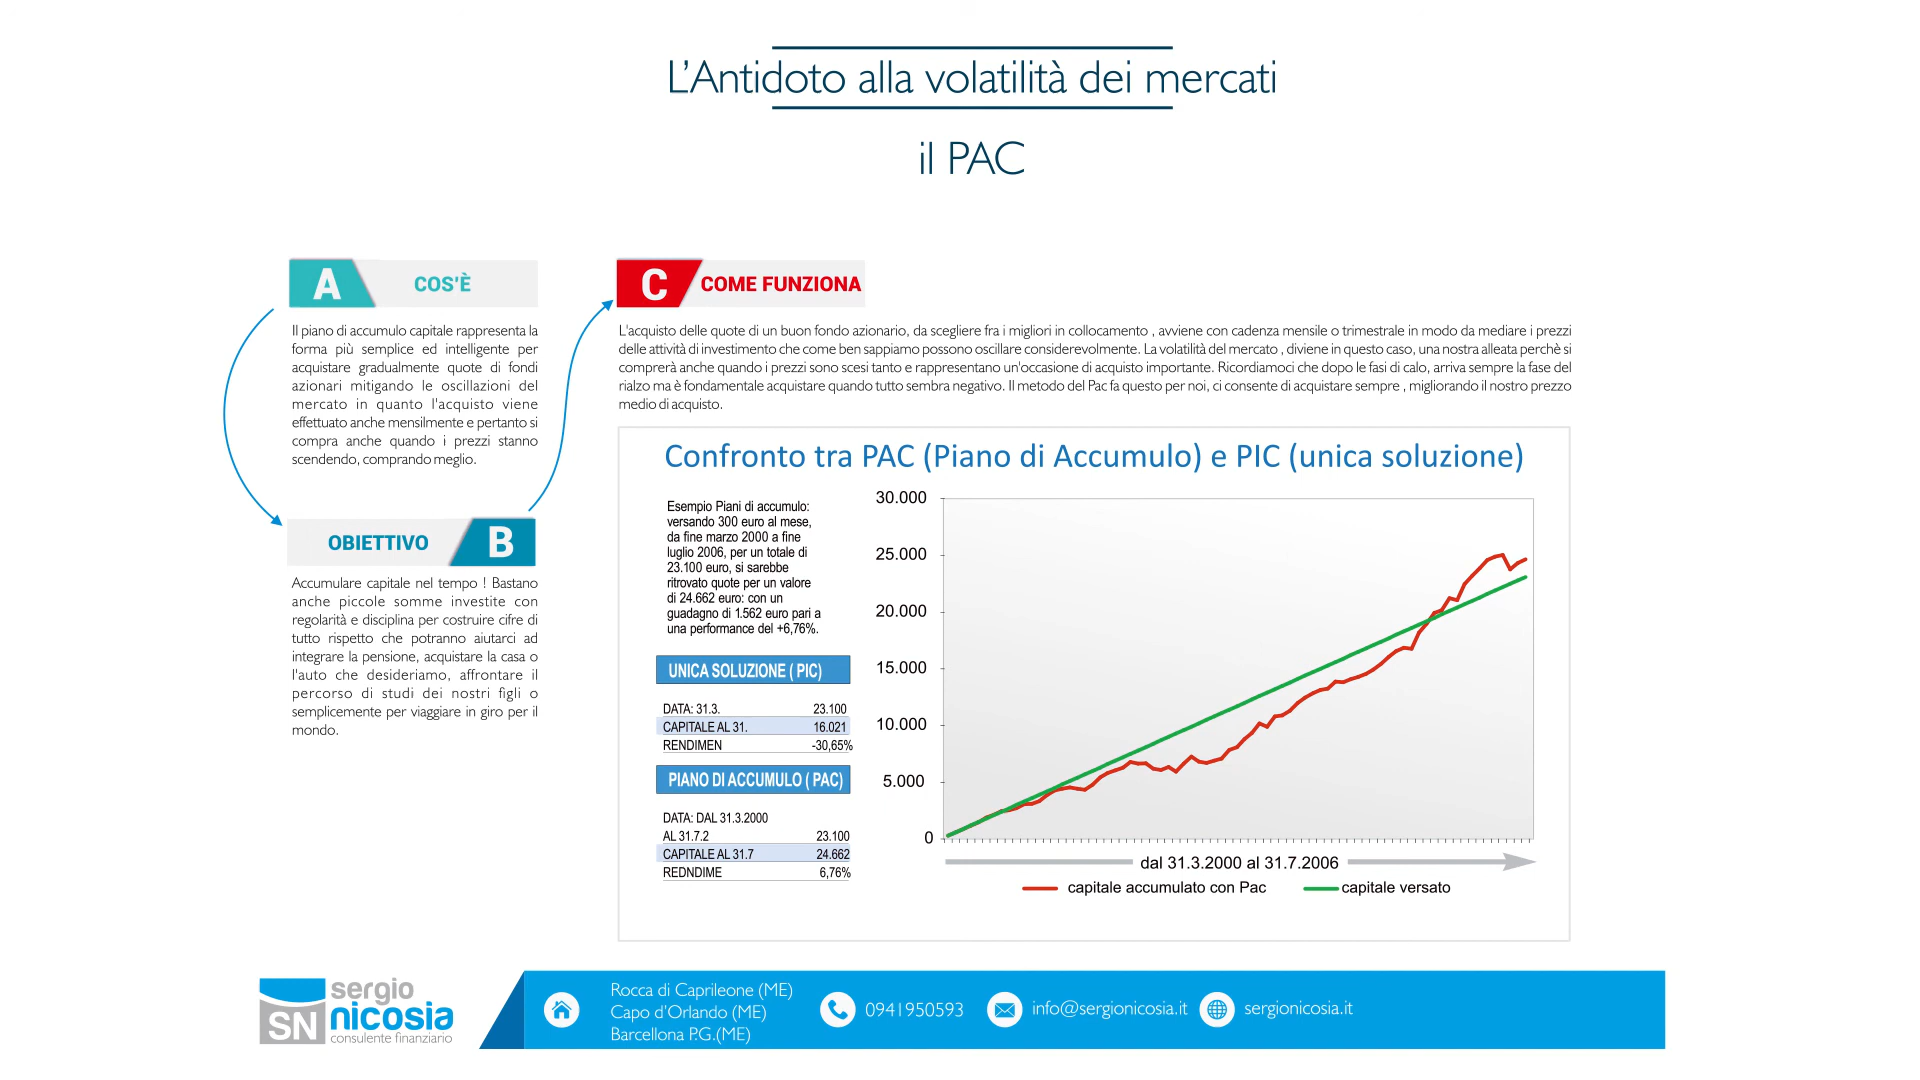 L'Antidoto alla volatilità dei mercati
il PAC
A
COS'È
Il piano di accumulo capitale rappresenta la
forma più semplice ed intelligente per
acquistare gradualmente quote di fondi
azionari mitigando le oscillazioni del
mercato in quanto l'acquisto viene
effettuato anche mensilmente e pertanto si
compra anche quando i prezzi stanno
scendendo, comprando meglio.
OBIETTIVO
B
Accumulare capitale nel tempo ! Bastano
anche piccole somme investite con
regolarità e disciplina per costruire cifre di
tutto rispetto che potranno aiutarci ad
integrare la pensione, acquistare la casa o
l'auto che desideriamo, affrontare il
percorso di studi dei nostri figli o
semplicemente per viaggiare in giro per il
mondo.
C
COME FUNZIONA
L'acquisto delle quote di un buon fondo azionario, da scegliere fra i migliori in collocamento , avviene con cadenza mensile o trimestrale in modo da mediare i prezzi
delle attività di investimento che come ben sappiamo possono oscillare considerevolmente. La volatilità del mercato , diviene in questo caso, una nostra alleata perchè si
comprerà anche quando i prezzi sono scesi tanto e rappresentano un'occasione di acquisto importante. Ricordiamoci che dopo le fasi di calo, arriva sempre la fase del
rialzo ma è fondamentale acquistare quando tutto sembra negativo. Il metodo del Pac fa questo per noi, ci consente di acquistare sempre , migliorando il nostro prezzo
medio di acquisto.
Confronto tra PAC (Piano di Accumulo) e PIC (unica soluzione)
Esempio Piani di accumulo:
versando 300 euro al mese,
da fine marzo 2000 a fine
luglio 2006, per un totale di
23.100 euro, si sarebbe
ritrovato quote per un valore
di 24.662 euro: con un
guadagno di 1.562 euro pari a
una performance del +6,76%.
UNICA SOLUZIONE ( PIC)
DATA: 31.3. 23.100
CAPITALE AL 31. 16.021
RENDIMEN -30,65%
PIANO DI ACCUMULO ( PAC)
DATA: DAL 31.3.2000
AL 31.7.2 23.100
CAPITALE AL 31.7 24.662
REDNDIME 6,76%
30.000
25.000
20.000
15.000
10.000
5.000
0
dal 31.3.2000 al 31.7.2006
capitale accumulato con Pac capitale versato
SN
sergio
nicosia
consulente finanziario
Rocca di Caprileone (ME)
Capo d'Orlando (ME)
Barcellona P.G.(ME)
0941950593
info@sergionicosia.it
sergionicosia.it